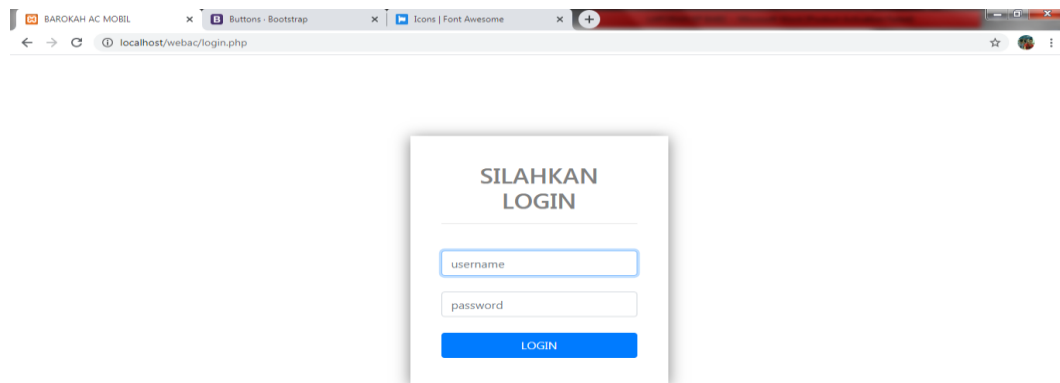 BAROKAH AC MOBIL
Buttons · Bootstrap
Icons | Font Awesome
localhost/webac/login.php
SILAHKAN
LOGIN
username
password
LOGIN